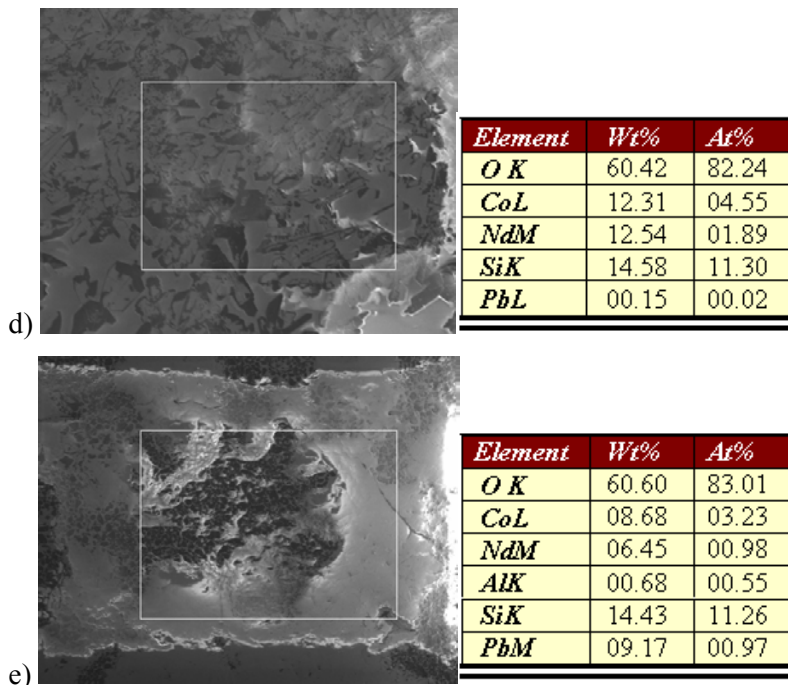 Element Wt% At%
O K 60.42 82.24
CoL 12.31 04.55
NdM 12.54 01.89
SiK 14.58 11.30
PbL 00.15 00.02
d)
Element Wt% At%
O K 60.60 83.01
CoL 08.68 03.23
NdM 06.45 00.98
AlK 00.68 00.55
SiK 14.43 11.26
PbM 09.17 00.97
e)